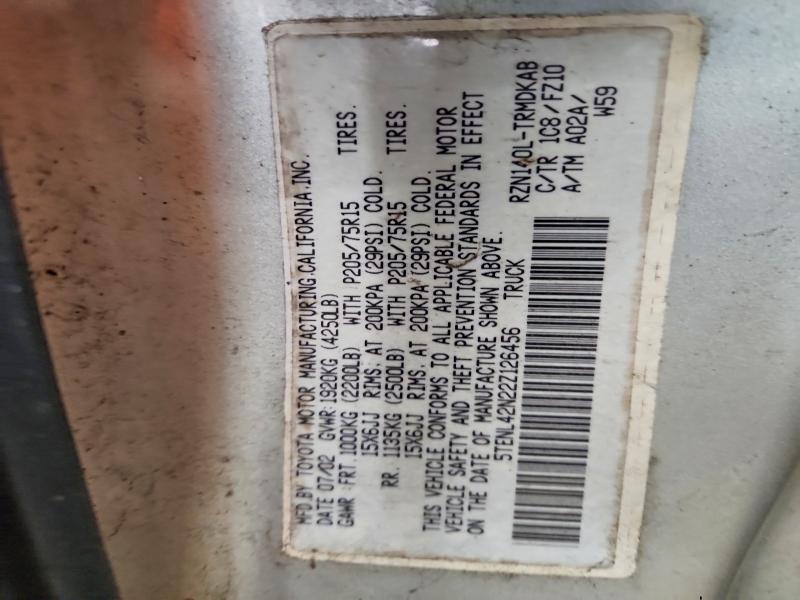 MFD.BY TOYOTA MOTOR MANUFACTURING CALIFORNIA.INC.
DATE 07/02 GVWR:1920KG (4250LB)
GAWR :FRT.1000KG (2200LB) WITH P205/75R15 TIRES.
15X6JJ RIMS. AT 200KPA (29PSI) COLD.
RR. 1135KG (2500LB) WITH P205/75R15 TIRES.
15X6JJ RIMS. AT 200KPA (29PSI) COLD.
THIS VEHICLE CONFORMS TO ALL APPLICABLE FEDERAL MOTOR
VEHICLE SAFETY AND THEFT PREVENTION STANDARDS IN EFFECT
ON THE DATE OF MANUFACTURE SHOWN ABOVE.
5TENL42N22Z126456 TRUCK
RZN140L-TRMDKAB
C/TR 1C8/FZ10
A/TM A02A/
W59